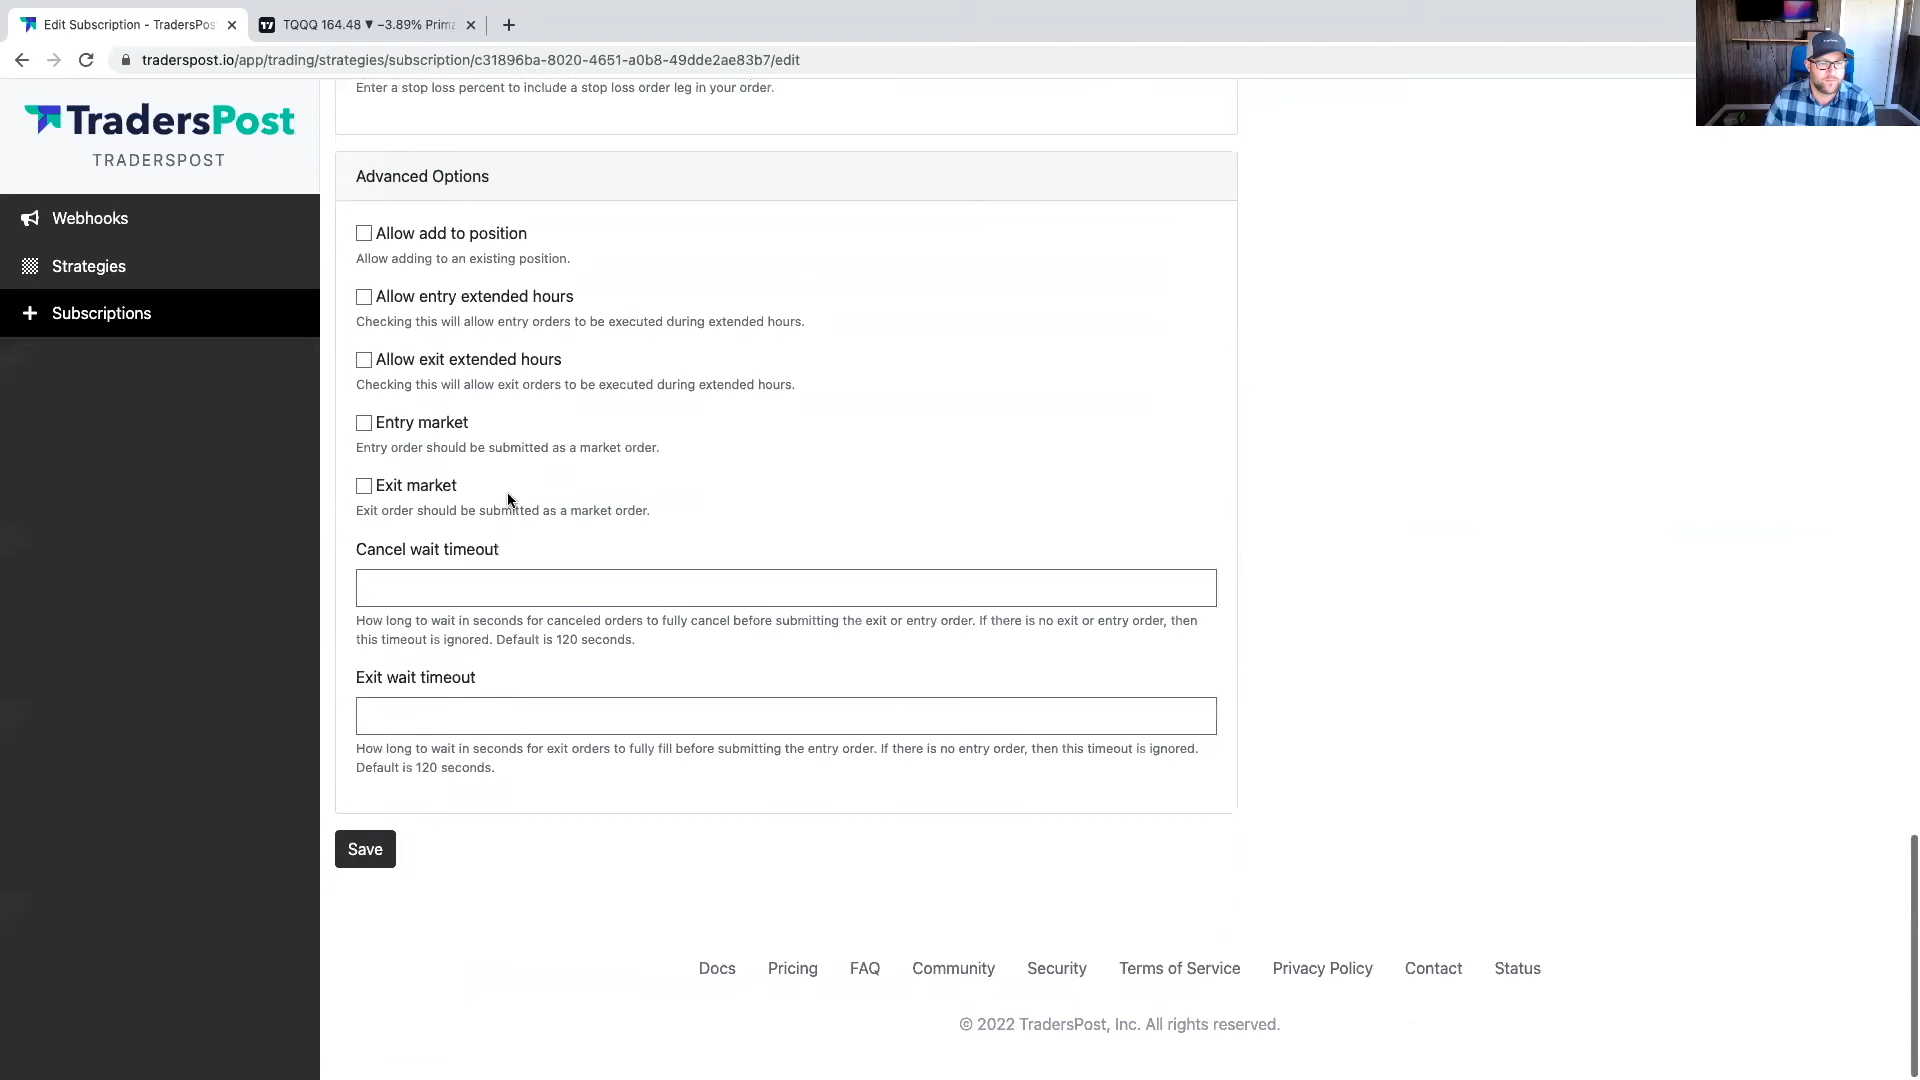 Edit Subscription - TradersPos
TQQQ 164.48 ▼ −3.89% Prim
traderspost.io/app/trading/strategies/subscription/c31896ba-8020-4651-a0b8-49dde2ae83b7/edit
TradersPost
TRADERSPOST
Webhooks
Strategies
Subscriptions
Enter a stop loss percent to include a stop loss order leg in your order.
Advanced Options
Allow add to position
Allow adding to an existing position.
Allow entry extended hours
Checking this will allow entry orders to be executed during extended hours.
Allow exit extended hours
Checking this will allow exit orders to be executed during extended hours.
Entry market
Entry order should be submitted as a market order.
Exit market
Exit order should be submitted as a market order.
Cancel wait timeout
How long to wait in seconds for canceled orders to fully cancel before submitting the exit or entry order. If there is no exit or entry order, then
this timeout is ignored. Default is 120 seconds.
Exit wait timeout
How long to wait in seconds for exit orders to fully fill before submitting the entry order. If there is no entry order, then this timeout is ignored.
Default is 120 seconds.
Save
Docs Pricing FAQ Community Security Terms of Service Privacy Policy Contact Status
© 2022 TradersPost, Inc. All rights reserved.